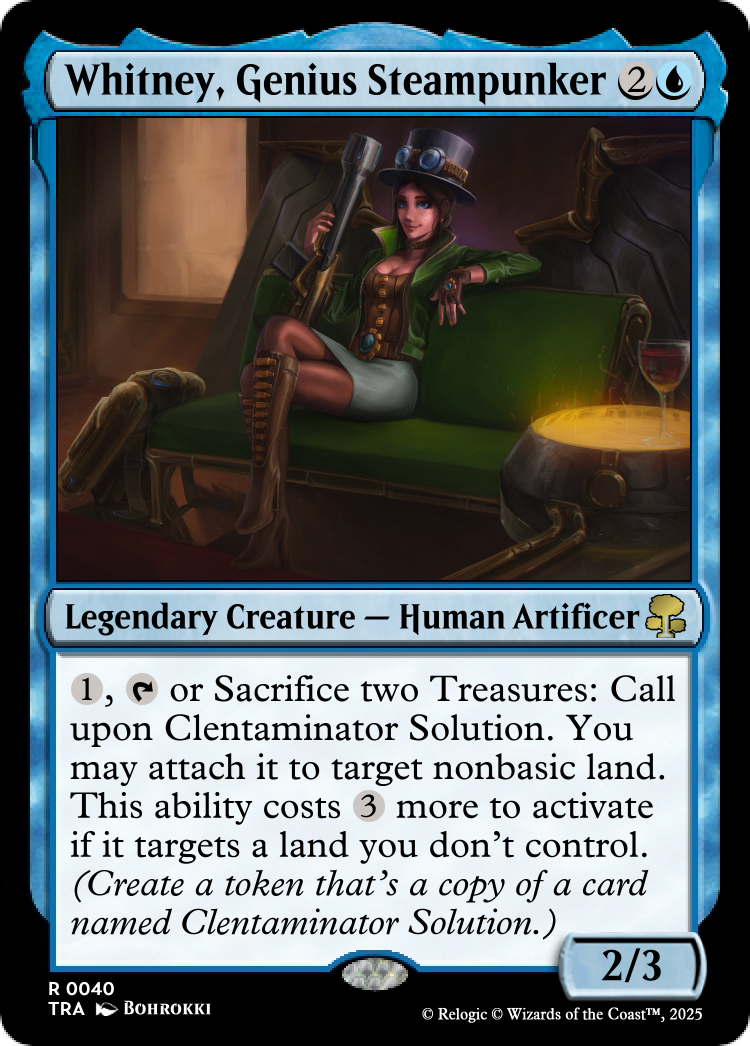 Whitney, Genius Steampunker 2
Legendary Creature — Human Artificer
1, or Sacrifice two Treasures: Call
upon Clentaminator Solution. You
may attach it to target nonbasic land.
This ability costs 3 more to activate
if it targets a land you don't control.
(Create a token that's a copy of a card
named Clentaminator Solution.)
2/3
R 0040
TRA Bohrokki
© Relogic © Wizards of the Coast™, 2025